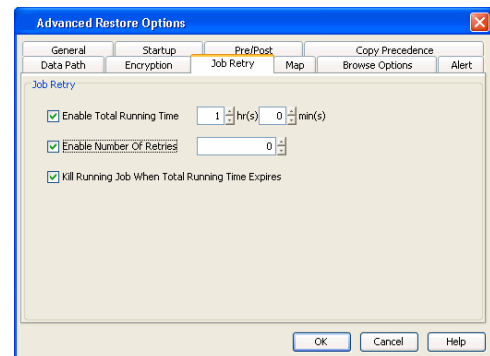 Advanced Restore Options
General Startup Pre/Post Copy Precedence
Data Path Encryption Job Retry Map Browse Options Alert
Job Retry
Enable Total Running Time 1 hr(s) 0 min(s)
Enable Number Of Retries 0
Kill Running Job When Total Running Time Expires
OK Cancel Help